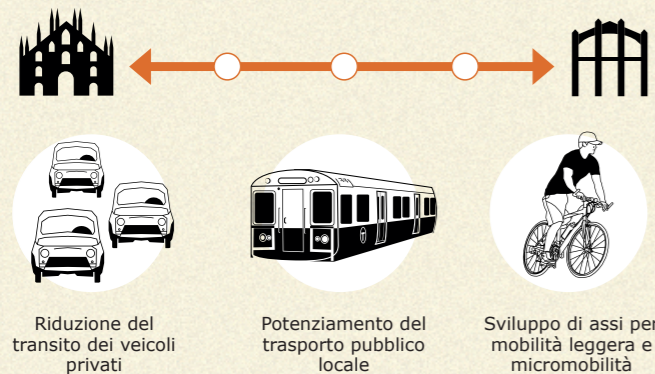 Riduzione del
transito dei veicoli
privati
Potenziamento del
trasporto pubblico
locale
Sviluppo di assi per
mobilità leggera e
micromobilità